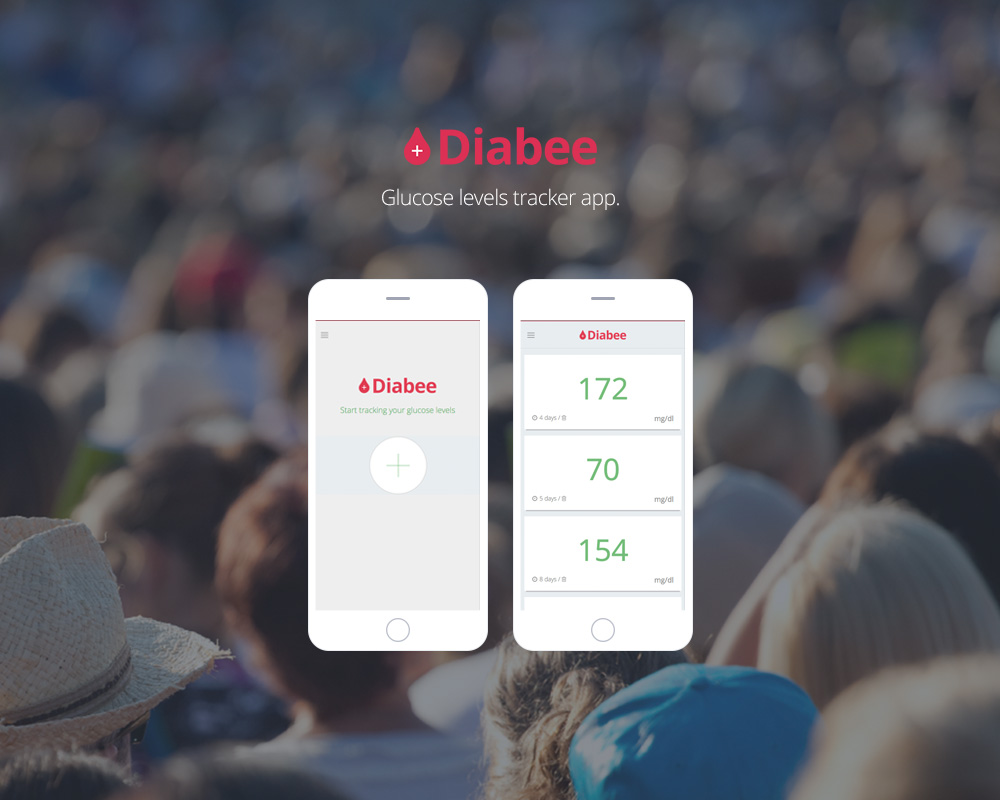 Diabee
Glucose levels tracker app.
Diabee
Start tracking your glucose levels
Diabee
172
4 days /
mg/dl
70
5 days /
mg/dl
154
8 days /
mg/dl